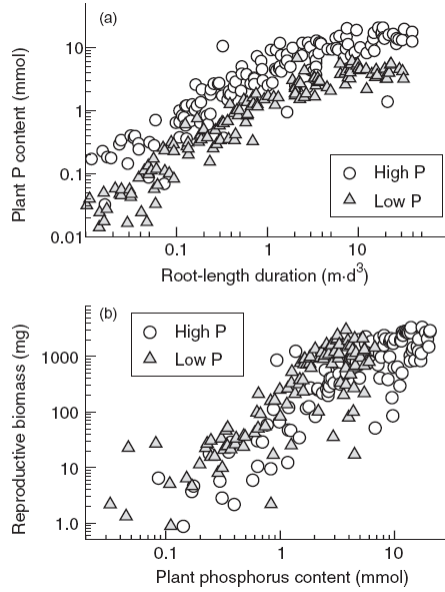 (a)
Plant P content (mmol)
10
1
0.1
0.01
High P
Low P
0.1 1 10
Root-length duration (m·d³)
(b)
Reproductive biomass (mg)
High P
Low P
1000
100
10
1.0
0.1 1 10
Plant phosphorus content (mmol)